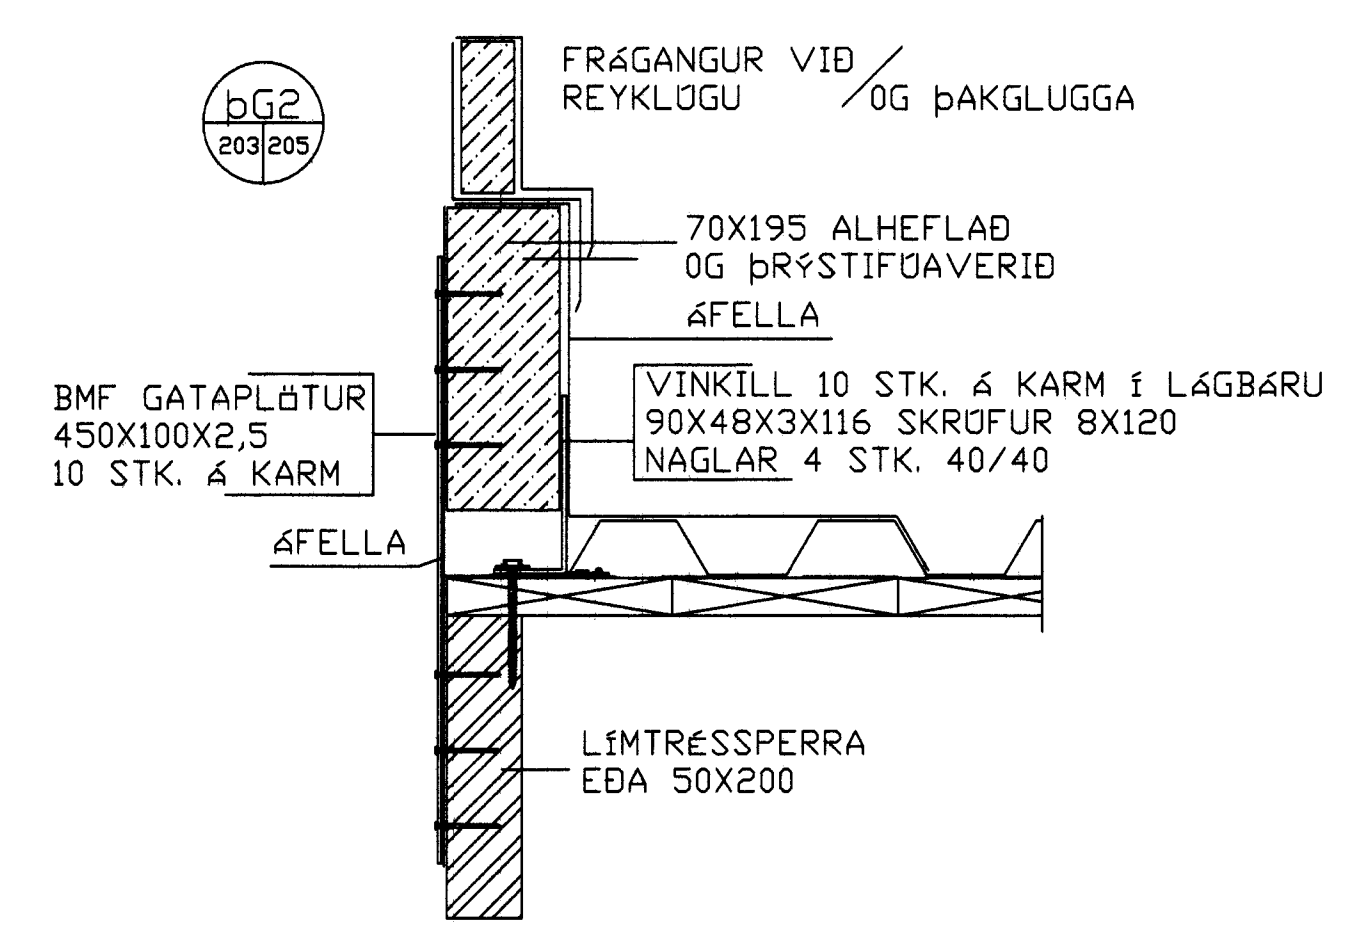 ÞG2
203 205
FRÁGANGUR VIÐ
REYKLÚGU / OG ÞAKGLUGGA
70X195 ALHEFLAÐ
OG ÞRÝSTIFÚAVERIÐ
ÁFELLA
BMF GATAPLÖTUR
450X100X2,5
10 STK. Á KARM
VINKILL 10 STK. Á KARM Í LÁGBÁRU
90X48X3X116 SKRÚFUR 8X120
NAGLAR 4 STK. 40/40
ÁFELLA
LÍMTRÉSSPERRA
EÐA 50X200